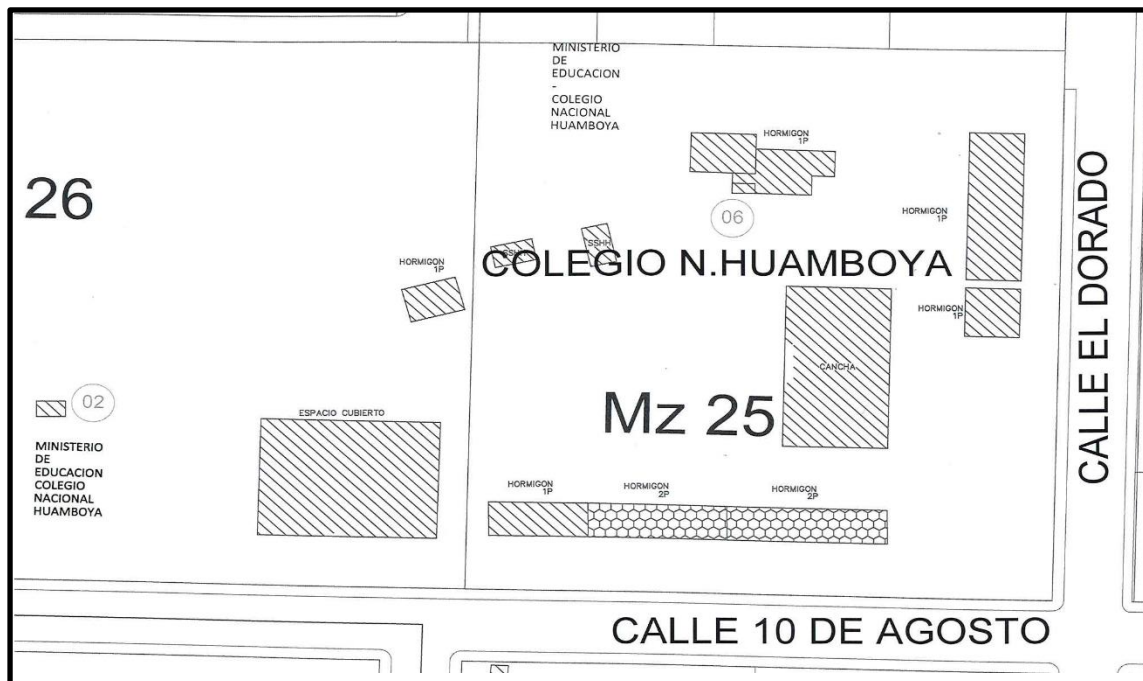 MINISTERIO
DE
EDUCACION
-
COLEGIO
NACIONAL
HUAMBOYA
HORMIGON
1P
26
HORMIGON
1P
06
SSHH
COLEGIO N.HUAMBOYA
HORMIGON
1P
HORMIGON
1P
CANCHA
CALLE EL DORADO
02
MINISTERIO
DE
EDUCACION
COLEGIO
NACIONAL
HUAMBOYA
ESPACIO CUBIERTO
Mz 25
HORMIGON
1P
HORMIGON
2P
HORMIGON
2P
CALLE 10 DE AGOSTO